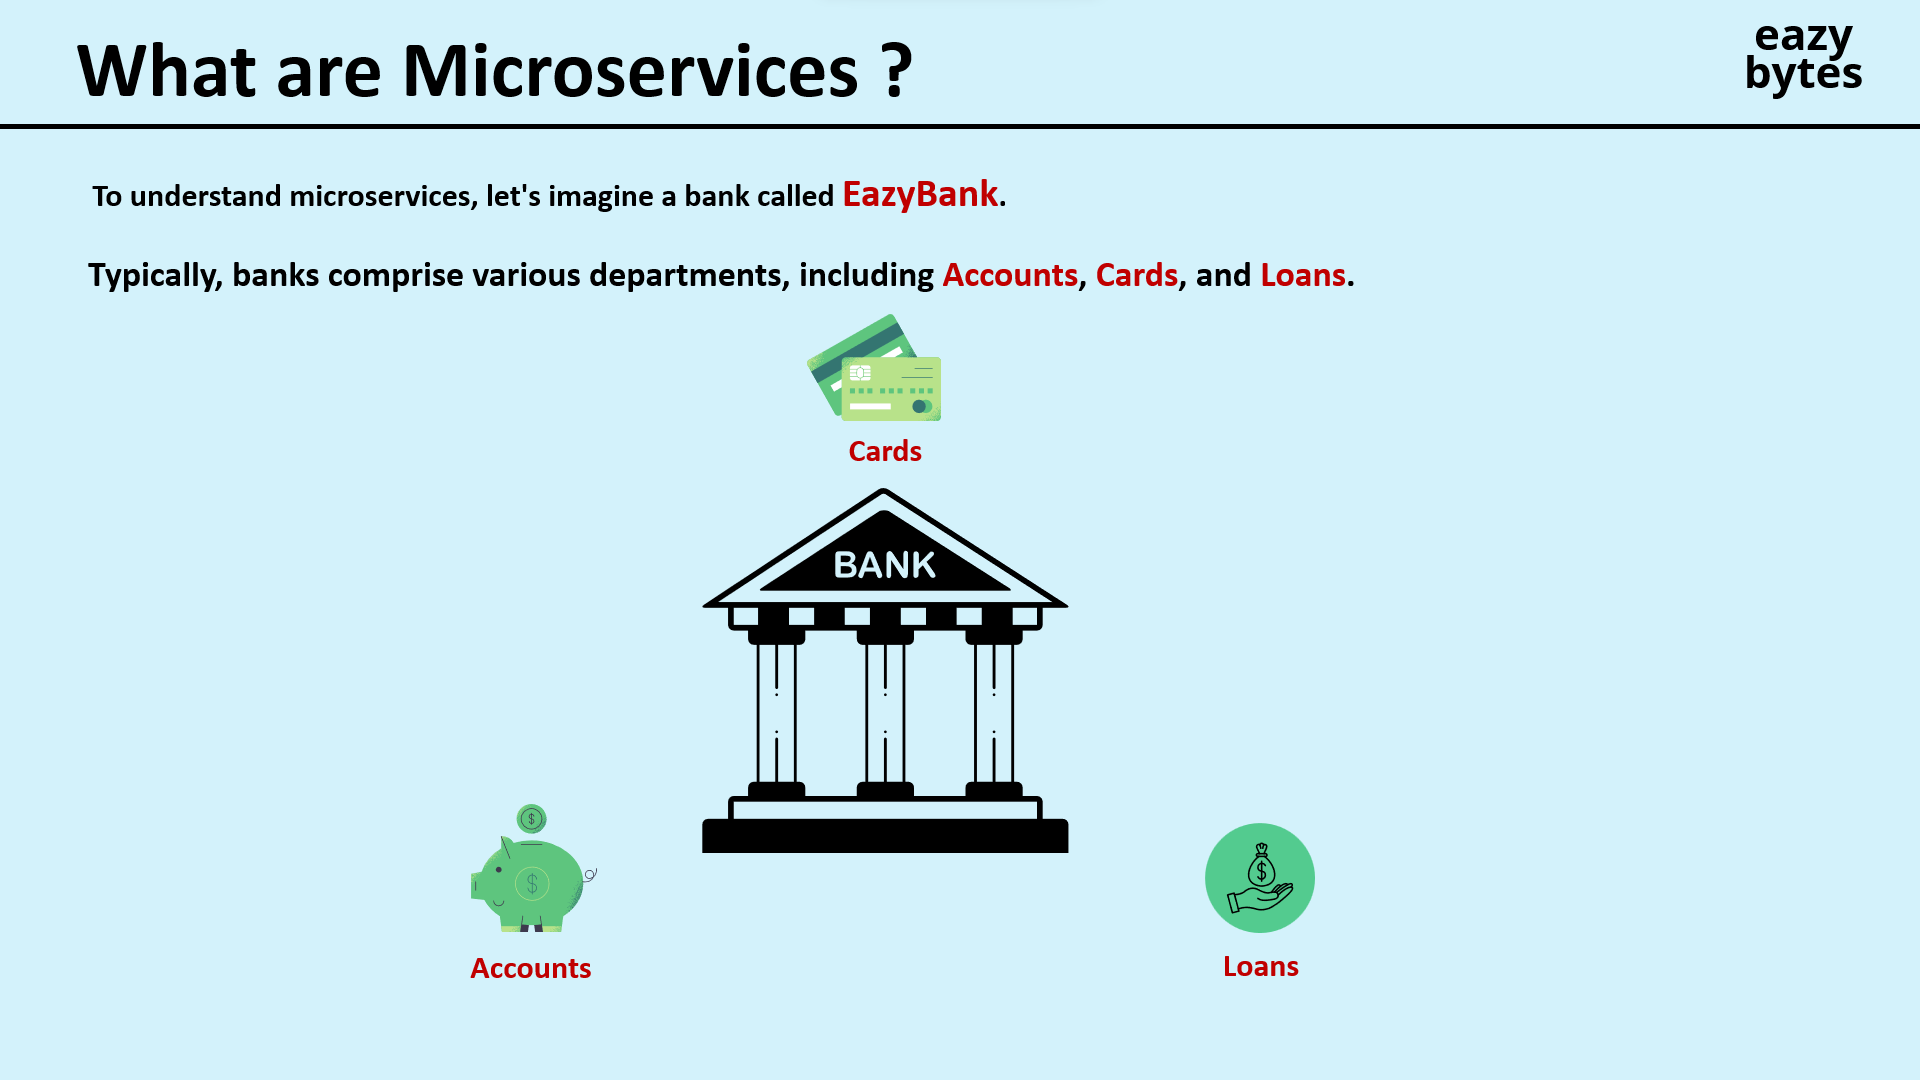 What are Microservices ?
eazy
bytes
To understand microservices, let's imagine a bank called EazyBank.
Typically, banks comprise various departments, including Accounts, Cards, and Loans.
Cards
BANK
$
$
$
Accounts
Loans